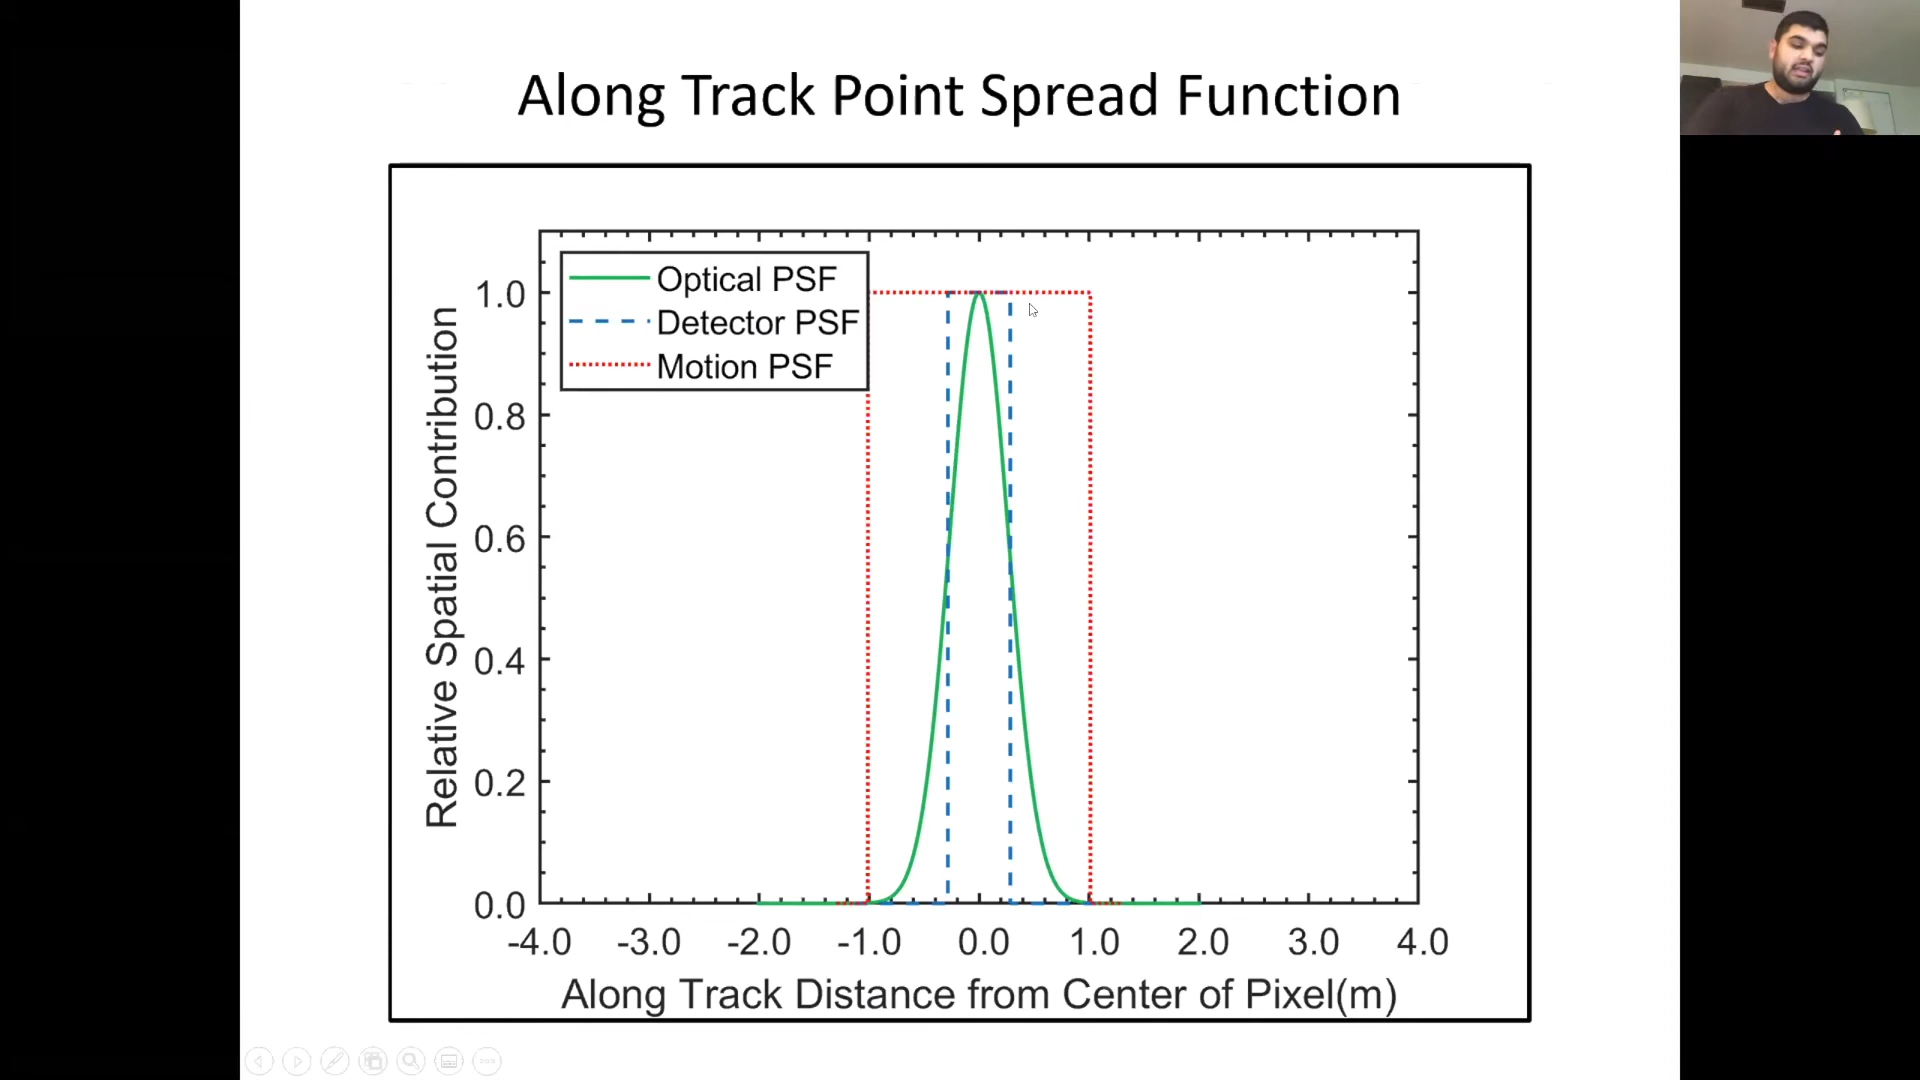 Along Track Point Spread Function
Optical PSF
Detector PSF
Motion PSF
Relative Spatial Contribution
1.0
0.8
0.6
0.4
0.2
0.0
-4.0 -3.0 -2.0 -1.0 0.0 1.0 2.0 3.0 4.0
Along Track Distance from Center of Pixel(m)